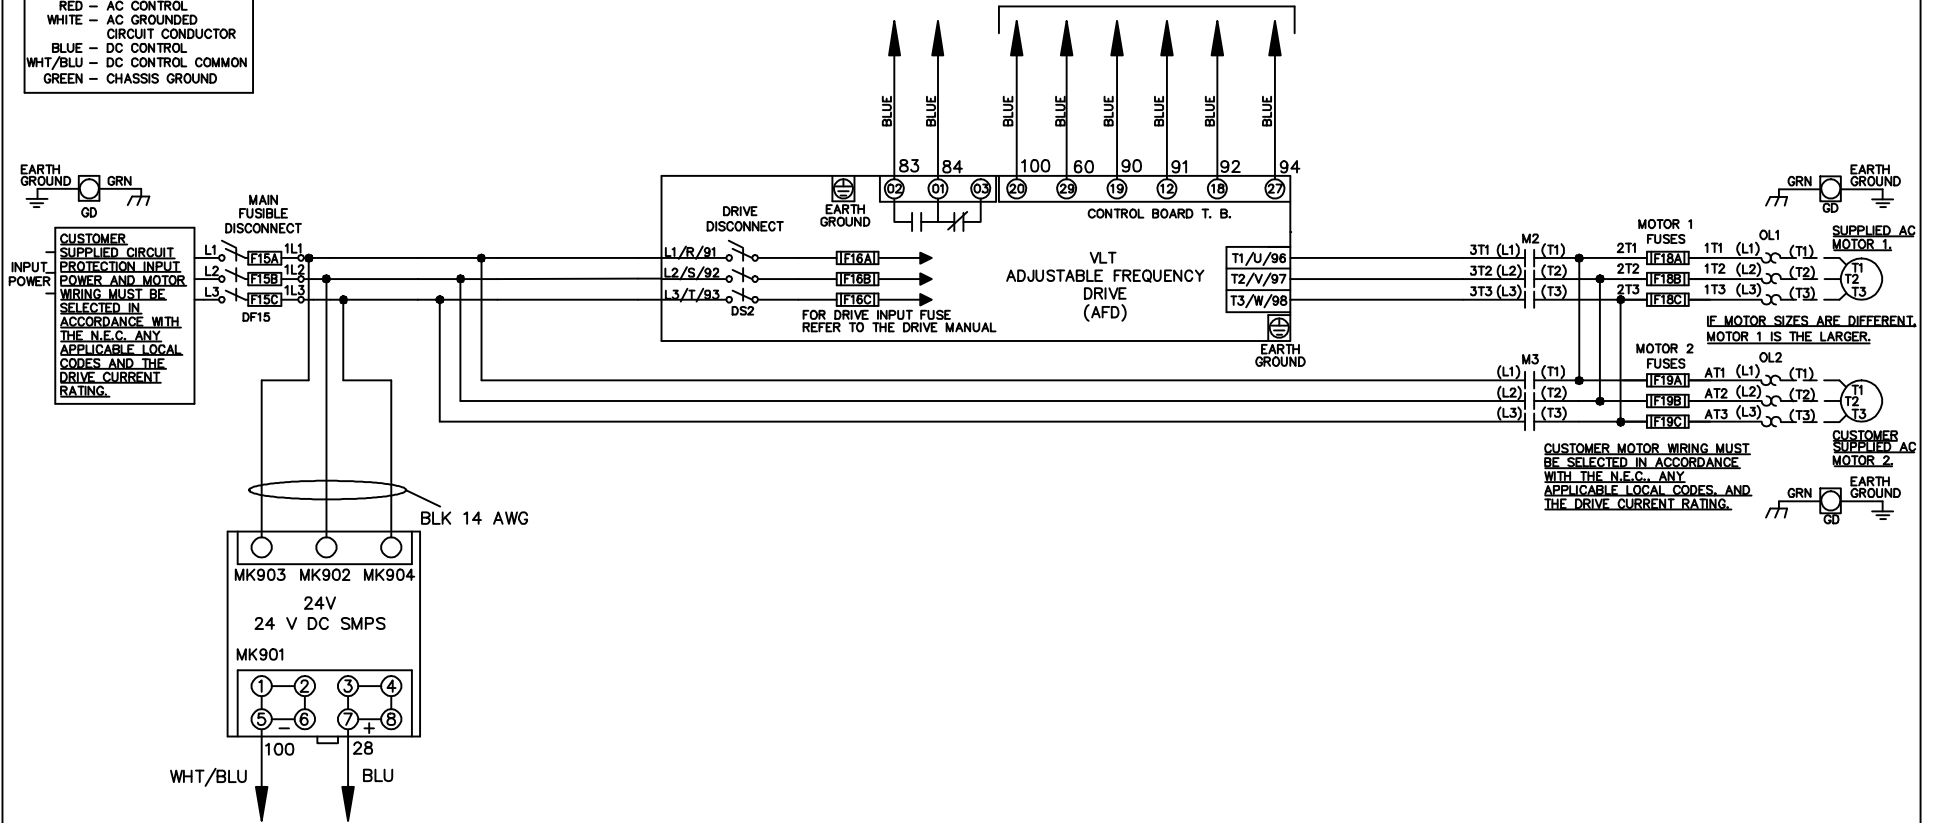 RED – AC CONTROL
WHITE – AC GROUNDED
CIRCUIT CONDUCTOR
BLUE – DC CONTROL
WHT/BLU – DC CONTROL COMMON
GREEN – CHASSIS GROUND
BLUE
BLUE
BLUE
BLUE
BLUE
BLUE
BLUE
BLUE
83
84
100
60
90
91
92
94
02
01
03
20
29
19
12
18
27
CONTROL BOARD T. B.
EARTH
GROUND
GRN
GD
MAIN
FUSIBLE
DISCONNECT
INPUT
POWER
CUSTOMER
SUPPLIED CIRCUIT
PROTECTION INPUT
POWER AND MOTOR
WIRING MUST BE
SELECTED IN
ACCORDANCE WITH
THE N.E.C. ANY
APPLICABLE LOCAL
CODES AND THE
DRIVE CURRENT
RATING.
L1
F15A
1L1
L2
F15B
1L2
L3
F15C
1L3
DF15
DRIVE
DISCONNECT
EARTH
GROUND
L1/R/91
L2/S/92
L3/T/93
DS2
F16A
F16B
F16C
FOR DRIVE INPUT FUSE
REFER TO THE DRIVE MANUAL
VLT
ADJUSTABLE FREQUENCY
DRIVE
(AFD)
T1/U/96
T2/V/97
T3/W/98
EARTH
GROUND
M2
3T1 (L1) (T1)
3T2 (L2) (T2)
3T3 (L3) (T3)
MOTOR 1
FUSES
2T1 F18A 1T1 (L1) (T1)
2T2 F18B 1T2 (L2) (T2)
2T3 F18C 1T3 (L3) (T3)
OL1
GRN
GD
EARTH
GROUND
SUPPLIED AC
MOTOR 1.
T1
T2
T3
IF MOTOR SIZES ARE DIFFERENT,
MOTOR 1 IS THE LARGER.
M3
(L1) (T1)
(L2) (T2)
(L3) (T3)
MOTOR 2
FUSES
OL2
F19A AT1 (L1) (T1)
F19B AT2 (L2) (T2)
F19C AT3 (L3) (T3)
T1
T2
T3
CUSTOMER
SUPPLIED AC
MOTOR 2.
CUSTOMER MOTOR WIRING MUST
BE SELECTED IN ACCORDANCE
WITH THE N.E.C., ANY
APPLICABLE LOCAL CODES, AND
THE DRIVE CURRENT RATING.
GRN
GD
EARTH
GROUND
BLK 14 AWG
MK903 MK902 MK904
24V
24 V DC SMPS
MK901
1 2 3 4
5 – 6 7 + 8
100
28
WHT/BLU
BLU